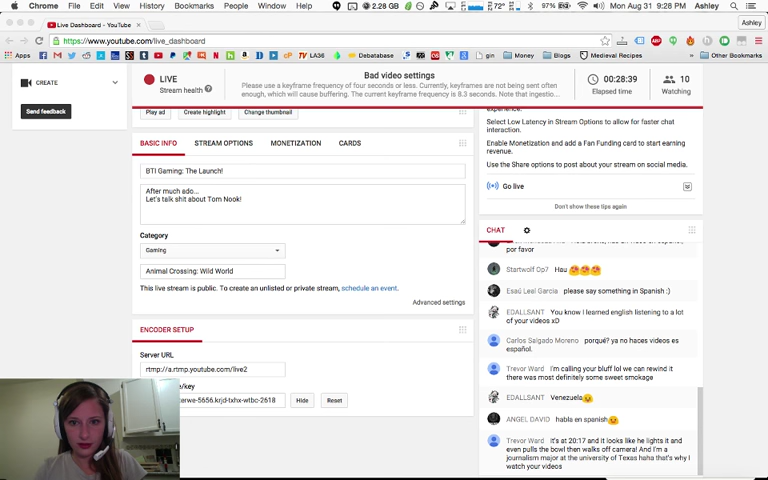 Chrome File Edit View History Bookmarks People Window Help 2.28 GB 72° 97% Mon Aug 31 9:28 PM Ashley
Live Dashboard - YouTube
Ashley
https://www.youtube.com/live_dashboard
Apps LA36 Debatabase gin Money Blogs Medieval Recipes Other Bookmarks
CREATE
Send feedback
LIVE
Stream health
Bad video settings
Please use a keyframe frequency of four seconds or less. Currently, keyframes are not being sent often
enough, which will cause buffering. The current keyframe frequency is 8.3 seconds. Note that ingestio...
00:28:39
Elapsed time
10
Watching
Play ad Create highlight Change thumbnail
BASIC INFO STREAM OPTIONS MONETIZATION CARDS
BTI Gaming: The Launch!
After much ado...
Let's talk shit about Tom Nook!
Category
Gaming
Animal Crossing: Wild World
This live stream is public. To create an unlisted or private stream, schedule an event.
Advanced settings
ENCODER SETUP
Server URL
rtmp://a.rtmp.youtube.com/live2
/key
erwe-5656.krjd-txhx-wtbc-2618
Hide Reset
experience.
Select Low Latency in Stream Options to allow for faster chat
interaction.
Enable Monetization and add a Fan Funding card to start earning
revenue.
Use the Share options to post about your stream on social media.
Go live
Don't show these tips again
CHAT
por favor
Startwolf Op7 Hau
Esaú Leal Garcia please say something in Spanish :)
EDALLSANT You know I learned english listening to a lot
of your videos xD
Carlos Salgado Moreno porqué? ya no haces videos es
español.
Trevor Ward I'm calling your bluff lol we can rewind it
there was most definitely some sweet smokage
EDALLSANT Venezuela
ANGEL DAVID habla en spanish
Trevor Ward it's at 20:17 and it looks like he lights it and
even pulls the bowl then walks off camera! And I'm a
journalism major at the university of Texas haha that's why I
watch your videos